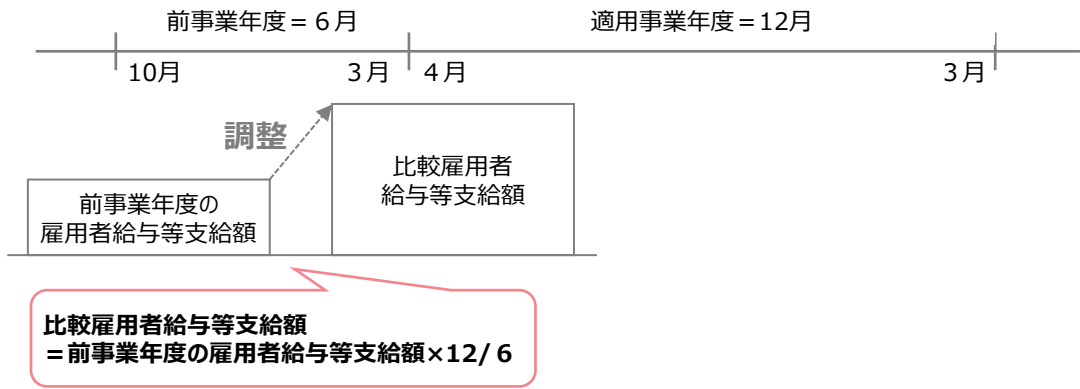 前事業年度＝６月
適用事業年度＝12月
10月
３月
４月
３月
調整
比較雇用者
給与等支給額
前事業年度の
雇用者給与等支給額
比較雇用者給与等支給額
＝前事業年度の雇用者給与等支給額×12/６